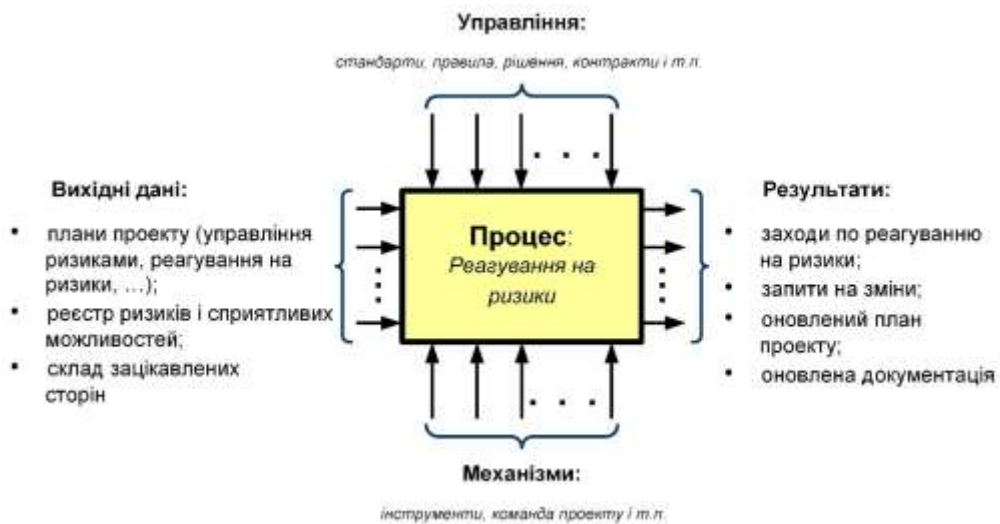 Управління:
стандарти, правила, рішення, контракти і т.п.
Вихідні дані:
• плани проекту (управління
ризиками, реагування на
ризики, …);
• реєстр ризиків і сприятливих
можливостей;
• склад зацікавлених
сторін
Процес:
Реагування на
ризики
Результати:
• заходи по реагуванню
на ризики;
• запити на зміни;
• оновлений план
проекту;
• оновлена документація
Механізми:
інструменти, команда проекту і т.п.